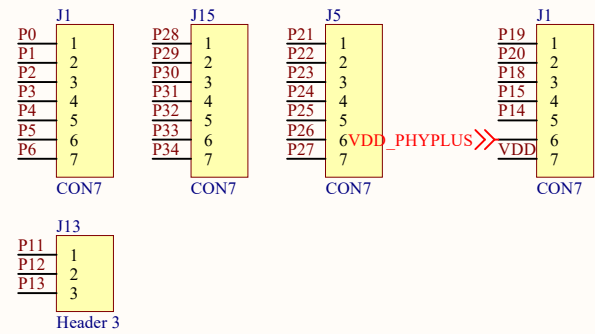 J1
P0 1
P1 2
P2 3
P3 4
P4 5
P5 6
P6 7
CON7
J15
P28 1
P29 2
P30 3
P31 4
P32 5
P33 6
P34 7
CON7
J5
P21 1
P22 2
P23 3
P24 4
P25 5
P26 6
P27 7
CON7
J1
P19 1
P20 2
P18 3
P15 4
P14 5
VDD_PHYPLUS 6
VDD 7
CON7
J13
P11 1
P12 2
P13 3
Header 3